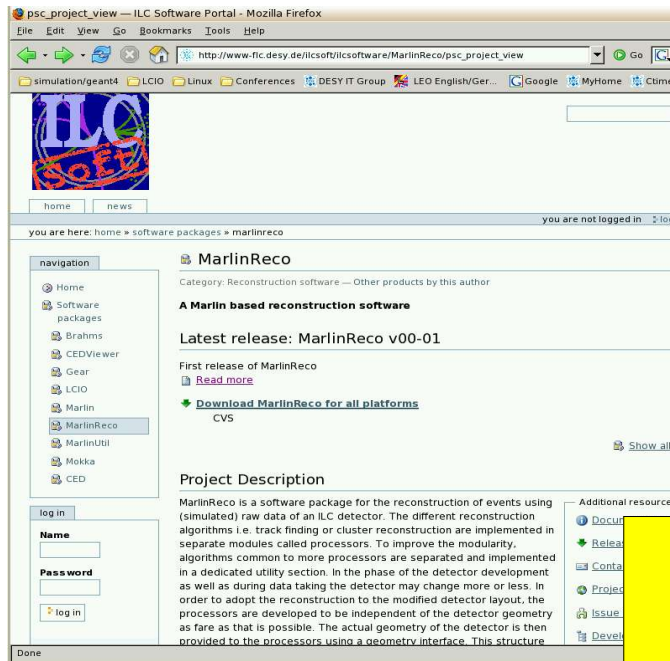 psc_project_view — ILC Software Portal - Mozilla Firefox
File Edit View Go Bookmarks Tools Help
http://www-flc.desy.de/ilcsoft/ilcsoftware/MarlinReco/psc_project_view Go
simulation/geant4 LCIO Linux Conferences DESY IT Group LEO English/Ger... Google MyHome
ILC
Soft
home news
you are not logged in
you are here: home » software packages » marlinreco
navigation
Home
Software
packages
Brahms
CEDViewer
Gear
LCIO
Marlin
MarlinReco
MarlinUtil
Mokka
CED
log in
Name
Password
log in
MarlinReco
Category: Reconstruction software — Other products by this author
A Marlin based reconstruction software
Latest release: MarlinReco v00-01
First release of MarlinReco
Read more
Download MarlinReco for all platforms
CVS
Show all
Project Description
MarlinReco is a software package for the reconstruction of events using
(simulated) raw data of an ILC detector. The different reconstruction
algorithms i.e. track finding or cluster reconstruction are implemented in
separate modules called processors. To improve the modularity,
algorithms common to more processors are separated and implemented
in a dedicated utility section. In the phase of the detector development
as well as during data taking the detector may change more or less. In
order to adopt the reconstruction to the modified detector layout, the
processors are developed to be independent of the detector geometry
as fare as that is possible. The actual geometry of the detector is then
provided to the processors using a geometry interface. This structure
Additional resource
Issue
Done